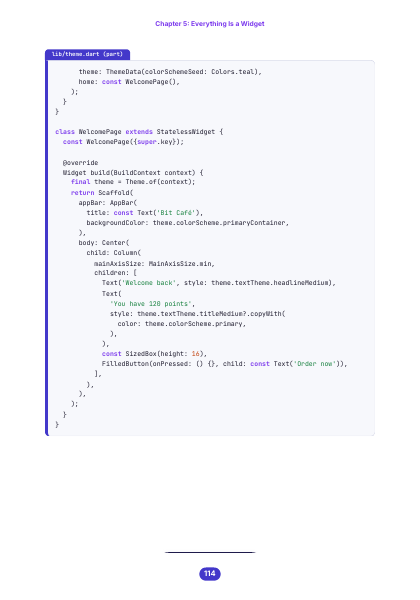 Chapter 5: Everything Is a Widget
lib/theme.dart (part)
      theme: ThemeData(colorSchemeSeed: Colors.teal),
      home: const WelcomePage(),
    );
  }
}
class WelcomePage extends StatelessWidget {
  const WelcomePage({super.key});
  @override
  Widget build(BuildContext context) {
    final theme = Theme.of(context);
    return Scaffold(
      appBar: AppBar(
        title: const Text('Bit Café'),
        backgroundColor: theme.colorScheme.primaryContainer,
      ),
      body: Center(
        child: Column(
          mainAxisSize: MainAxisSize.min,
          children: [
            Text('Welcome back', style: theme.textTheme.headlineMedium),
            Text(
              'You have 120 points',
              style: theme.textTheme.titleMedium?.copyWith(
                color: theme.colorScheme.primary,
              ),
            ),
            const SizedBox(height: 16),
            FilledButton(onPressed: () {}, child: const Text('Order now')),
          ],
        ),
      ),
    );
  }
}
114